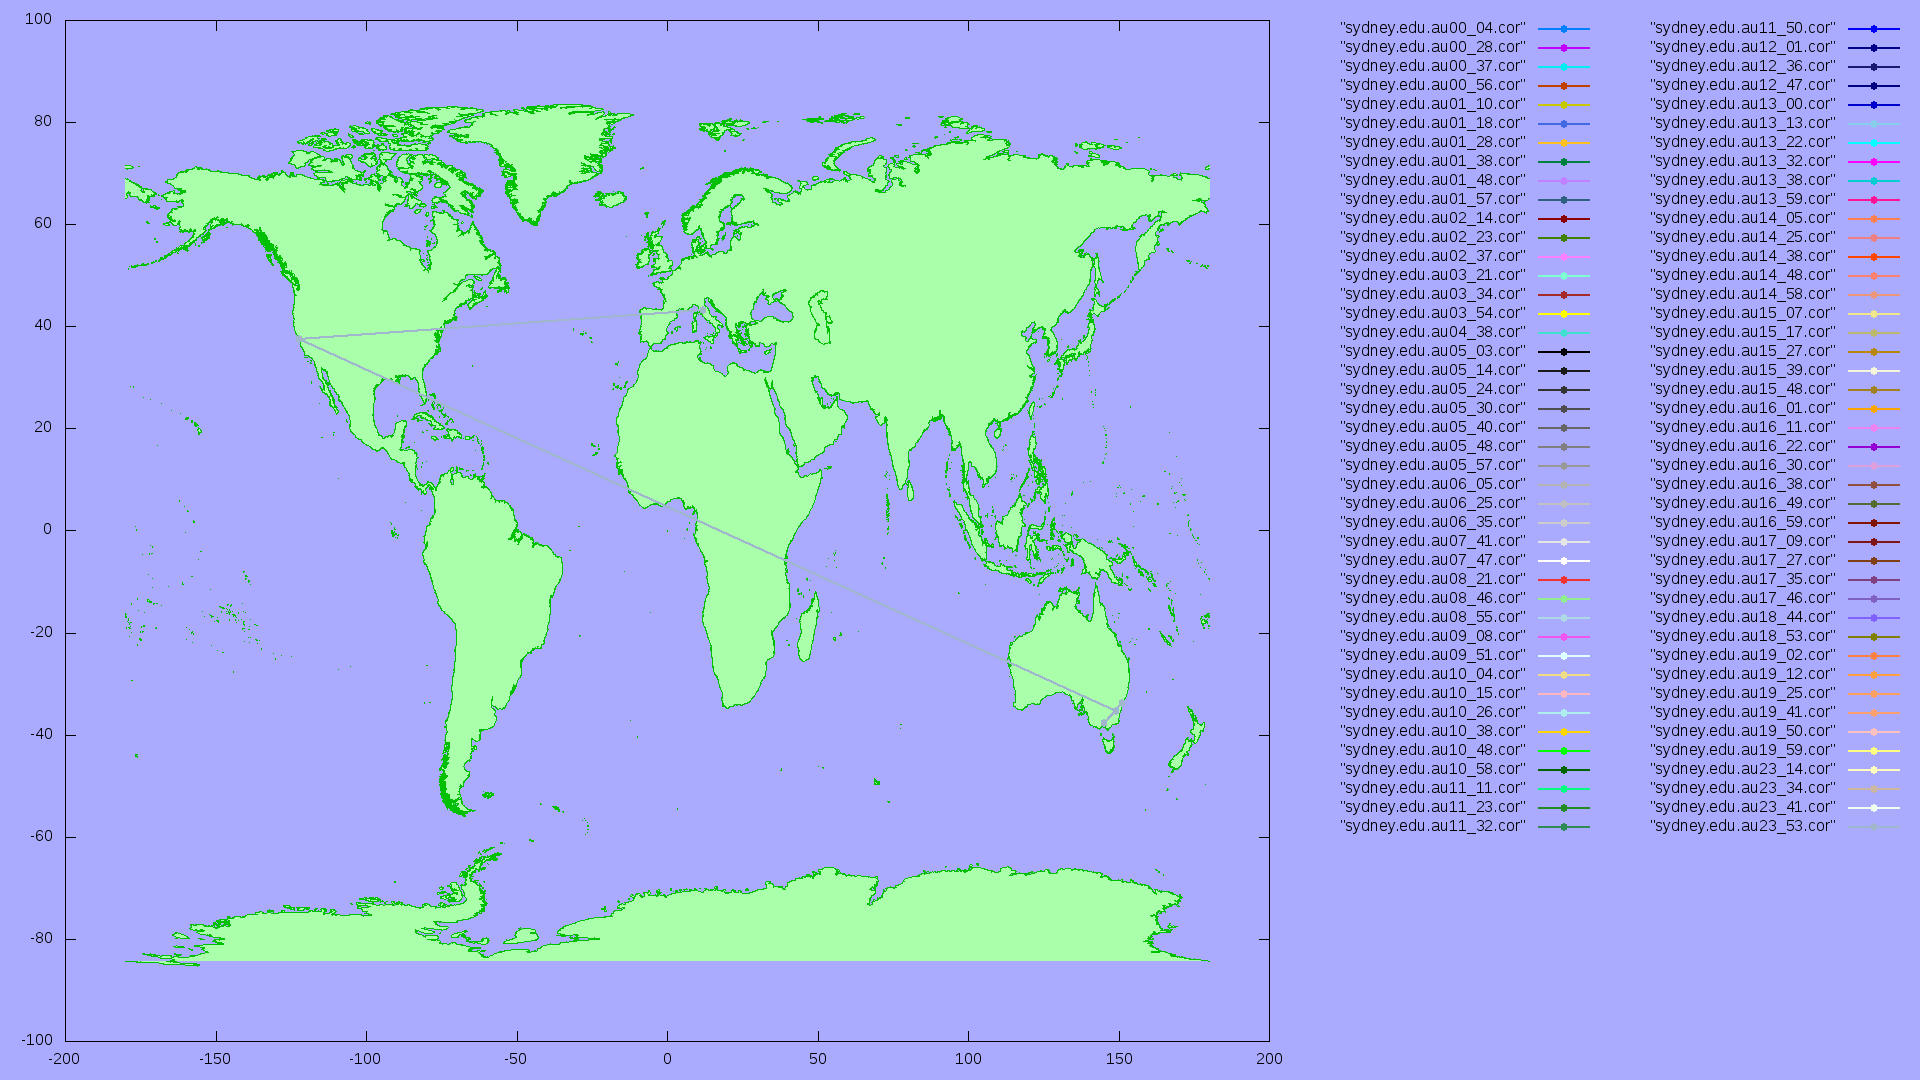 100
80
60
40
20
0
-20
-40
-60
-80
-100
-200 -150 -100 -50 0 50 100 150 200
"sydney.edu.au00_04.cor"
"sydney.edu.au00_28.cor"
"sydney.edu.au00_37.cor"
"sydney.edu.au00_56.cor"
"sydney.edu.au01_10.cor"
"sydney.edu.au01_18.cor"
"sydney.edu.au01_28.cor"
"sydney.edu.au01_38.cor"
"sydney.edu.au01_48.cor"
"sydney.edu.au01_57.cor"
"sydney.edu.au02_14.cor"
"sydney.edu.au02_23.cor"
"sydney.edu.au02_37.cor"
"sydney.edu.au03_21.cor"
"sydney.edu.au03_34.cor"
"sydney.edu.au03_54.cor"
"sydney.edu.au04_38.cor"
"sydney.edu.au05_03.cor"
"sydney.edu.au05_14.cor"
"sydney.edu.au05_24.cor"
"sydney.edu.au05_30.cor"
"sydney.edu.au05_40.cor"
"sydney.edu.au05_48.cor"
"sydney.edu.au05_57.cor"
"sydney.edu.au06_05.cor"
"sydney.edu.au06_25.cor"
"sydney.edu.au06_35.cor"
"sydney.edu.au07_41.cor"
"sydney.edu.au07_47.cor"
"sydney.edu.au08_21.cor"
"sydney.edu.au08_46.cor"
"sydney.edu.au08_55.cor"
"sydney.edu.au09_08.cor"
"sydney.edu.au09_51.cor"
"sydney.edu.au10_04.cor"
"sydney.edu.au10_15.cor"
"sydney.edu.au10_26.cor"
"sydney.edu.au10_38.cor"
"sydney.edu.au10_48.cor"
"sydney.edu.au10_58.cor"
"sydney.edu.au11_11.cor"
"sydney.edu.au11_23.cor"
"sydney.edu.au11_32.cor"
"sydney.edu.au11_50.cor"
"sydney.edu.au12_01.cor"
"sydney.edu.au12_36.cor"
"sydney.edu.au12_47.cor"
"sydney.edu.au13_00.cor"
"sydney.edu.au13_13.cor"
"sydney.edu.au13_22.cor"
"sydney.edu.au13_32.cor"
"sydney.edu.au13_38.cor"
"sydney.edu.au13_59.cor"
"sydney.edu.au14_05.cor"
"sydney.edu.au14_25.cor"
"sydney.edu.au14_38.cor"
"sydney.edu.au14_48.cor"
"sydney.edu.au14_58.cor"
"sydney.edu.au15_07.cor"
"sydney.edu.au15_17.cor"
"sydney.edu.au15_27.cor"
"sydney.edu.au15_39.cor"
"sydney.edu.au15_48.cor"
"sydney.edu.au16_01.cor"
"sydney.edu.au16_11.cor"
"sydney.edu.au16_22.cor"
"sydney.edu.au16_30.cor"
"sydney.edu.au16_38.cor"
"sydney.edu.au16_49.cor"
"sydney.edu.au16_59.cor"
"sydney.edu.au17_09.cor"
"sydney.edu.au17_27.cor"
"sydney.edu.au17_35.cor"
"sydney.edu.au17_46.cor"
"sydney.edu.au18_44.cor"
"sydney.edu.au18_53.cor"
"sydney.edu.au19_02.cor"
"sydney.edu.au19_12.cor"
"sydney.edu.au19_25.cor"
"sydney.edu.au19_41.cor"
"sydney.edu.au19_50.cor"
"sydney.edu.au19_59.cor"
"sydney.edu.au23_14.cor"
"sydney.edu.au23_34.cor"
"sydney.edu.au23_41.cor"
"sydney.edu.au23_53.cor"